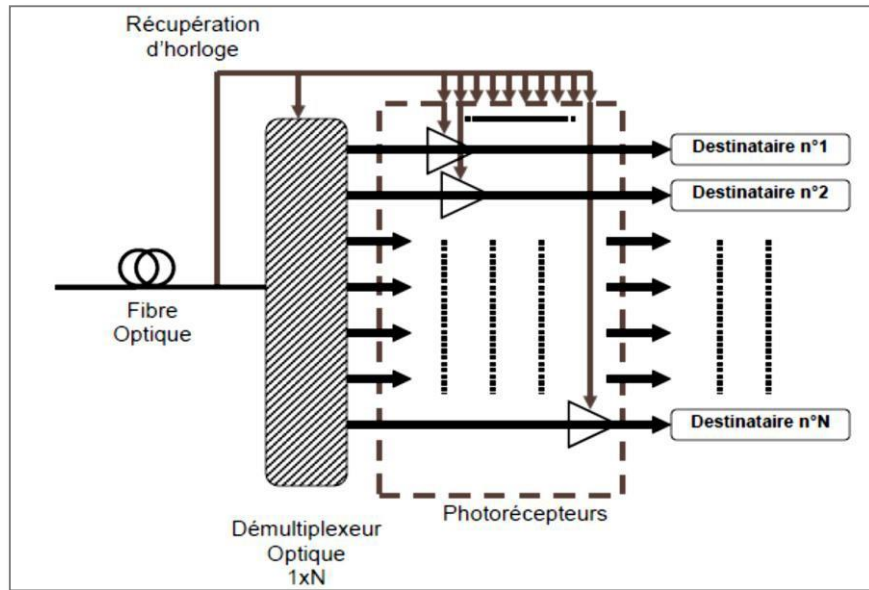 Récupération
d'horloge
Destinataire n°1
Destinataire n°2
Fibre
Optique
Destinataire n°N
Photorécepteurs
Démultiplexeur
Optique
1xN